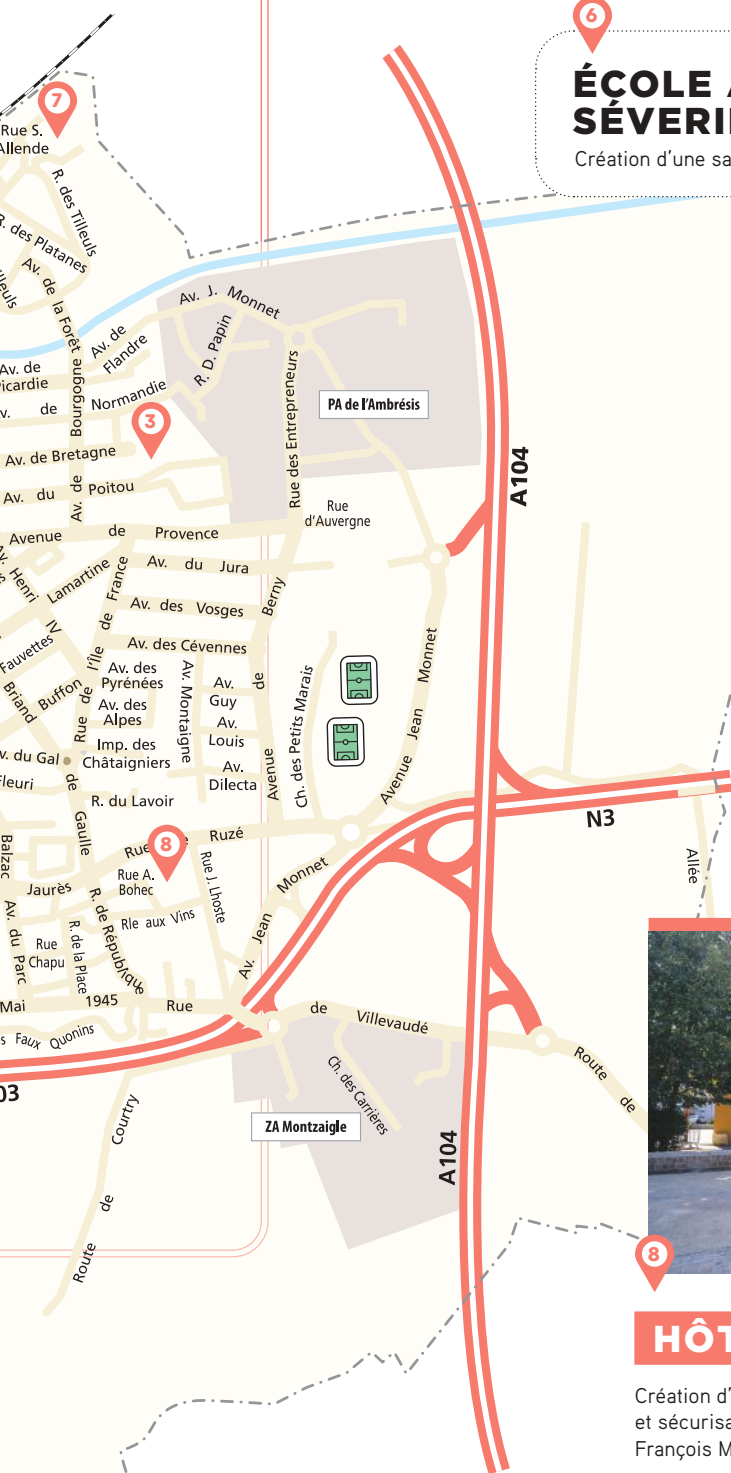 6
ÉCOLE
SÉVERI
Création d'une sa
7
Rue S.
Allende
R. des Tilleuls
R. des Platanes
Av. de la Forêt
Av. J. Monnet
Av. de
Flandre
R. D. Papin
Av. de
Picardie
Av. de Bourgogne
de Normandie
3
PA de l'Ambrésis
Rue des Entrepreneurs
Av. de Bretagne
Av. du Poitou
A104
Rue
d'Auvergne
Avenue de Provence
Av. Henri IV
Lamartine
Av. du Jura
Rue de l'Île de France
Av. des Vosges
Avenue de Berny
Fauvettes
Av. des Cévennes
Briand
Buffon
Av. des
Pyrénées
Av. des
Alpes
Av. Montaigne
Av.
Guy
Av.
Louis
Av.
Dilecta
Ch. des Petits Marais
Avenue Jean Monnet
Imp. des
Châtaigniers
v. du Gal de Gaulle
Fleuri
R. du Lavoir
N3
Rue Ruzé
8
Balzac
Rue A.
Bohec
Rue J. Lhoste
Av. Jean Monnet
Allée
Jaurès
R. de République
Rle aux Vins
Av. du Parc
Rue
Chapu
R. de la Place
Mai 1945
Rue de Villevaudé
s Faux Quonins
03
Route de
Ch. des Carrières
ZA Montzaigle
Route de Courtry
A104
8
HÔT
Création d'
et sécurisa
François M